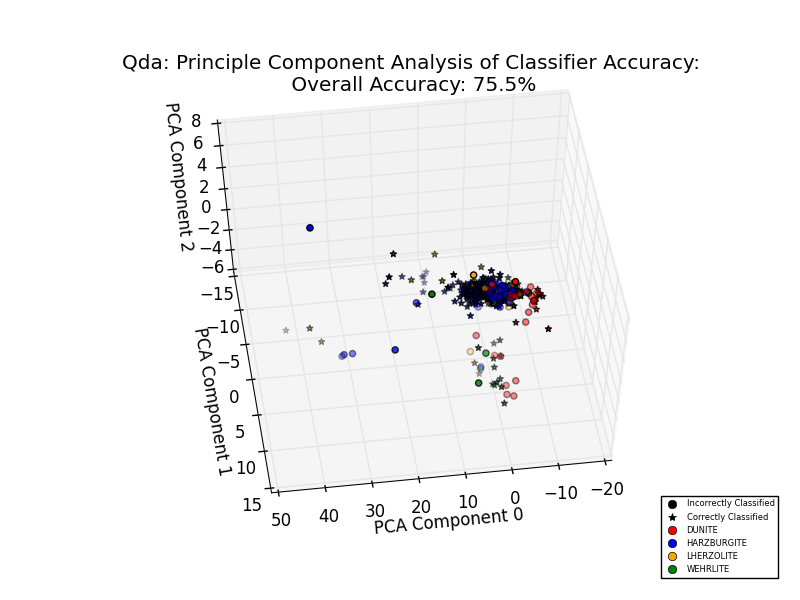 Qda: Principle Component Analysis of Classifier Accuracy:
Overall Accuracy: 75.5%
PCA Component 2
8
6
4
2
0
−2
−4
−6
PCA Component 1
−15
−10
−5
0
5
10
15
50 40 30 20 10 0 −10 −20
PCA Component 0
Incorrectly Classified
Correctly Classified
DUNITE
HARZBURGITE
LHERZOLITE
WEHRLITE